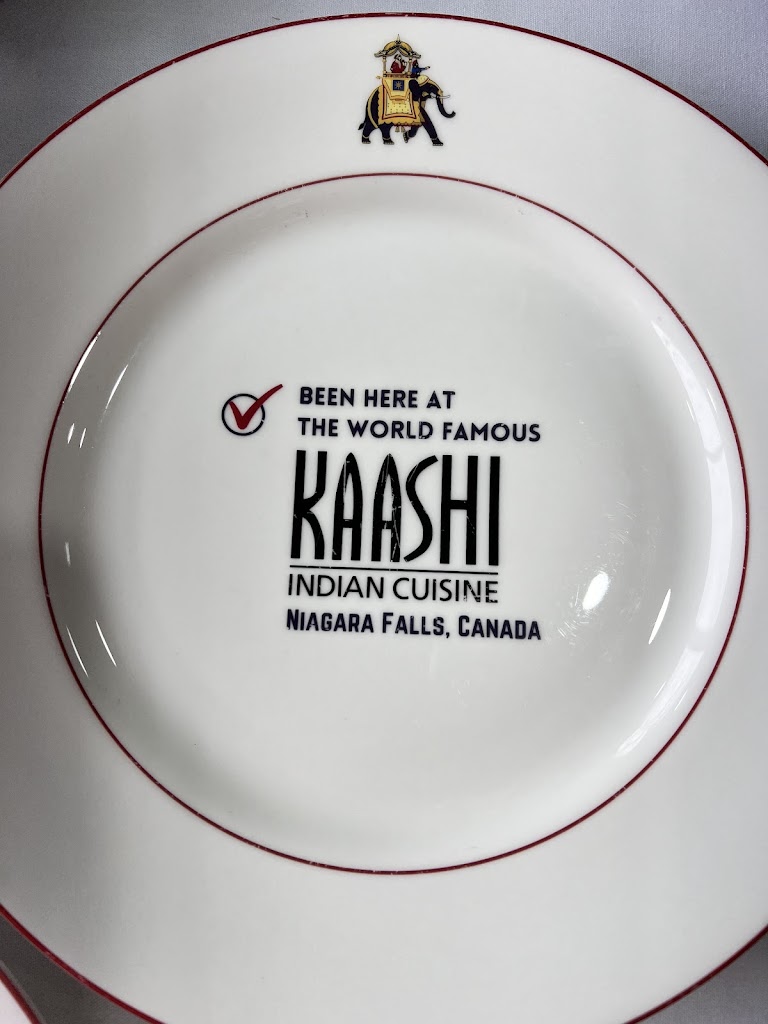 BEEN HERE AT
THE WORLD FAMOUS
KAASHI
INDIAN CUISINE
NIAGARA FALLS, CANADA